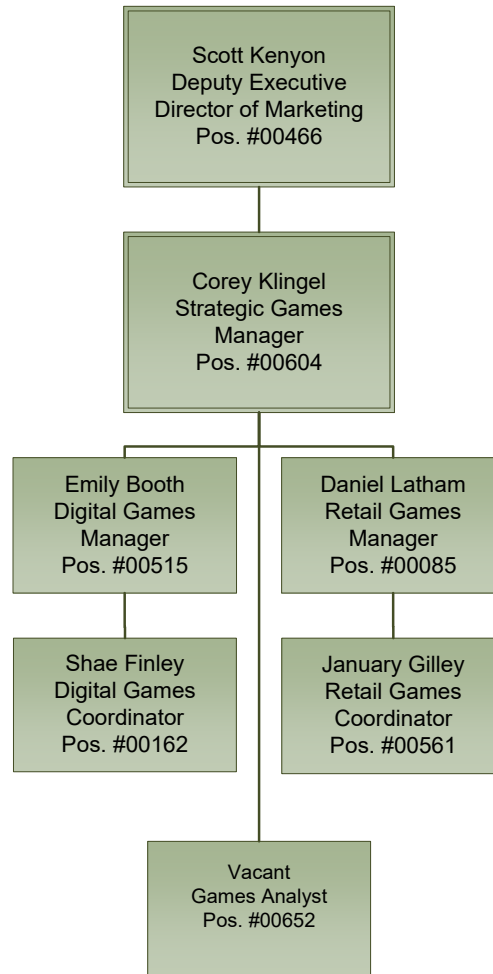 Scott Kenyon
Deputy Executive
Director of Marketing
Pos. #00466
Corey Klingel
Strategic Games
Manager
Pos. #00604
Emily Booth
Digital Games
Manager
Pos. #00515
Daniel Latham
Retail Games
Manager
Pos. #00085
Shae Finley
Digital Games
Coordinator
Pos. #00162
January Gilley
Retail Games
Coordinator
Pos. #00561
Vacant
Games Analyst
Pos. #00652